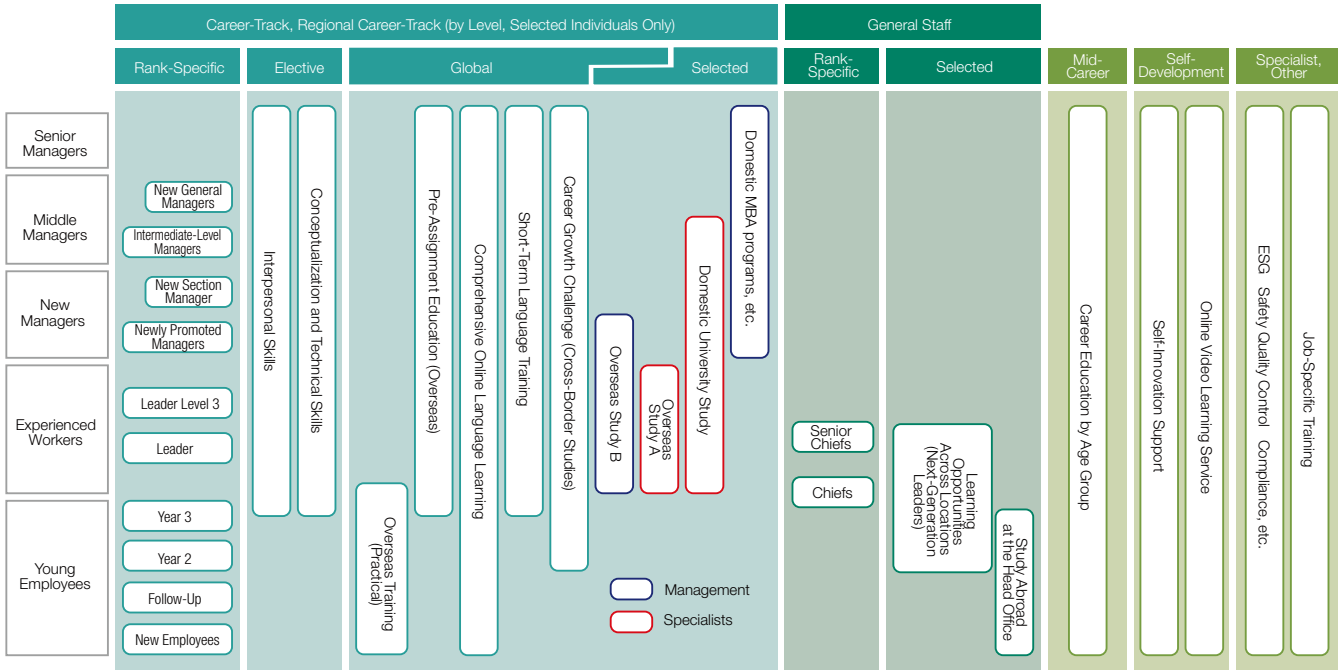 Career-Track, Regional Career-Track (by Level, Selected Individuals Only)
General Staff
Rank-Specific
Elective
Global
Selected
Rank-
Specific
Selected
Mid-
Career
Self-
Development
Specialist,
Other
Senior
Managers
Middle
Managers
New
Managers
Experienced
Workers
Young
Employees
New General
Managers
Intermediate-Level
Managers
New Section
Manager
Newly Promoted
Managers
Leader Level 3
Leader
Year 3
Year 2
Follow-Up
New Employees
Interpersonal Skills
Conceptualization and Technical Skills
Overseas Training
(Practical)
Pre-Assignment Education (Overseas)
Comprehensive Online Language Learning
Short-Term Language Training
Career Growth Challenge (Cross-Border Studies)
Overseas Study B
Overseas
Study A
Domestic University Study
Domestic MBA programs, etc.
Management
Specialists
Senior
Chiefs
Chiefs
Learning
Opportunities
Across Locations
(Next-Generation
Leaders)
Study Abroad
at the Head Office
Career Education by Age Group
Self-Innovation Support
Online Video Learning Service
ESG Safety Quality Control Compliance, etc.
Job-Specific Training